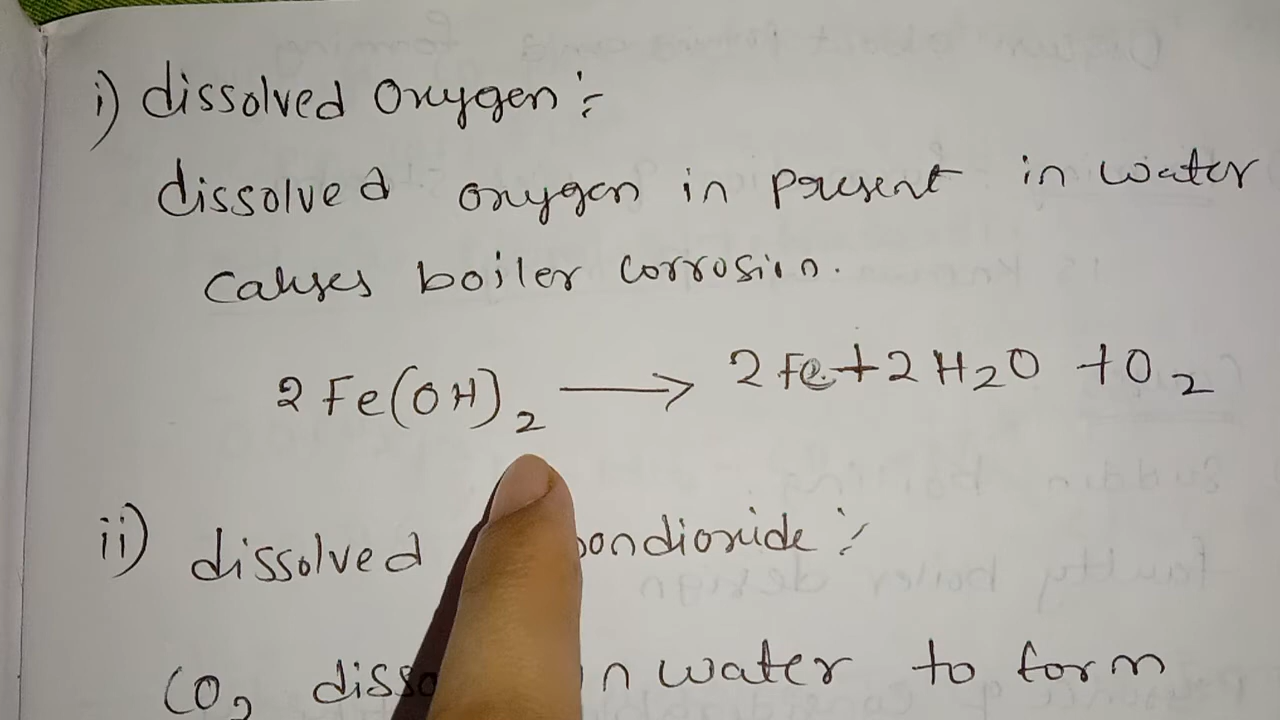 i) dissolved Oxygen :-
dissolved oxygen in present in water
causes boiler corrosion.
2 Fe(OH)₂ → 2 Fe + 2 H₂O + O₂
ii) dissolved ondioxide :-
CO₂ disso n water to form